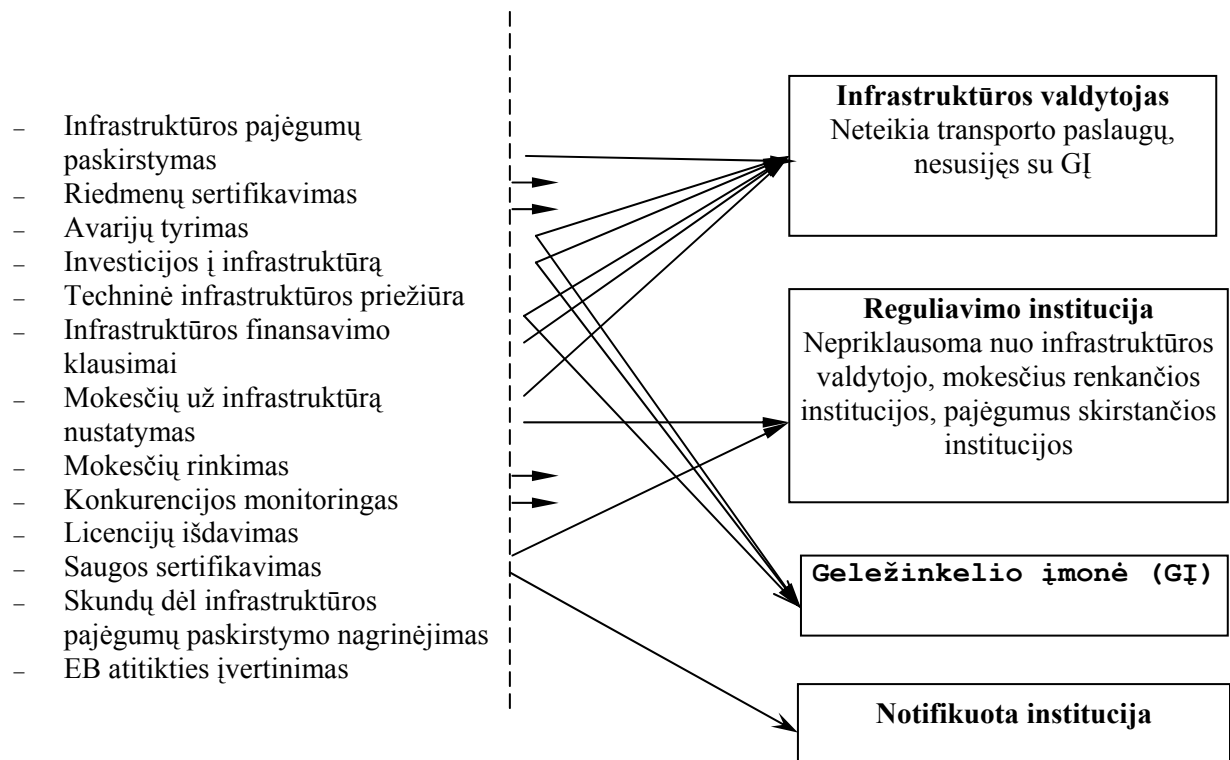 – Infrastruktūros pajėgumų
paskirstymas
– Riedmenų sertifikavimas
– Avarijų tyrimas
– Investicijos į infrastruktūrą
– Techninė infrastruktūros priežiūra
– Infrastruktūros finansavimo
klausimai
– Mokesčių už infrastruktūrą
nustatymas
– Mokesčių rinkimas
– Konkurencijos monitoringas
– Licencijų išdavimas
– Saugos sertifikavimas
– Skundų dėl infrastruktūros
pajėgumų paskirstymo nagrinėjimas
– EB atitikties įvertinimas
Infrastruktūros valdytojas
Neteikia transporto paslaugų,
nesusijęs su GĮ
Reguliavimo institucija
Nepriklausoma nuo infrastruktūros
valdytojo, mokesčius renkančios
institucijos, pajėgumus skirstančios
institucijos
Geležinkelio įmonė (GĮ)
Notifikuota institucija